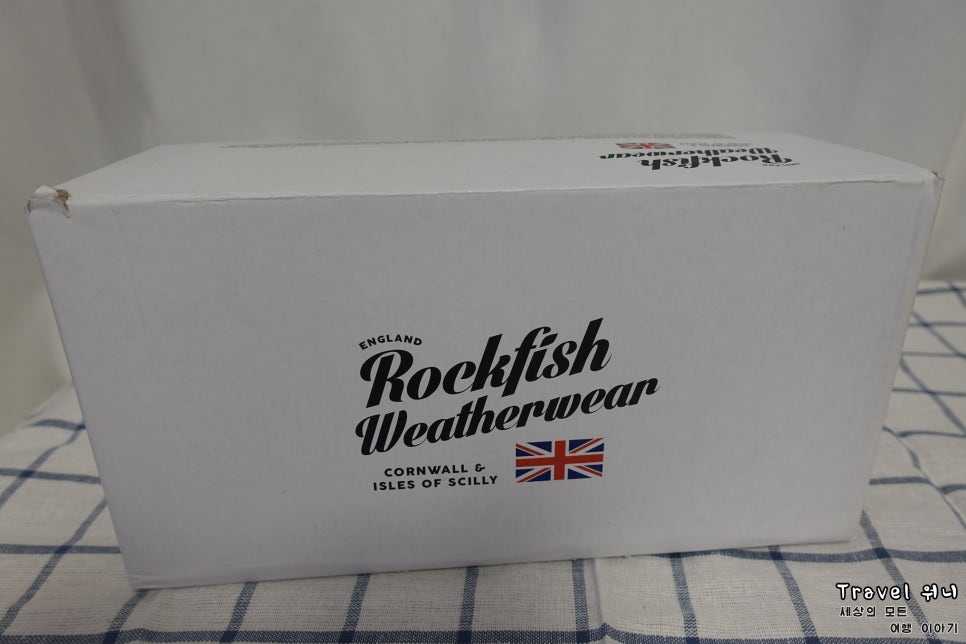 Rockfish
Weatherwear
ENGLAND
Rockfish
Weatherwear
CORNWALL &
ISLES OF SCILLY
Travel 워니
세상의 모든
여행 이야기